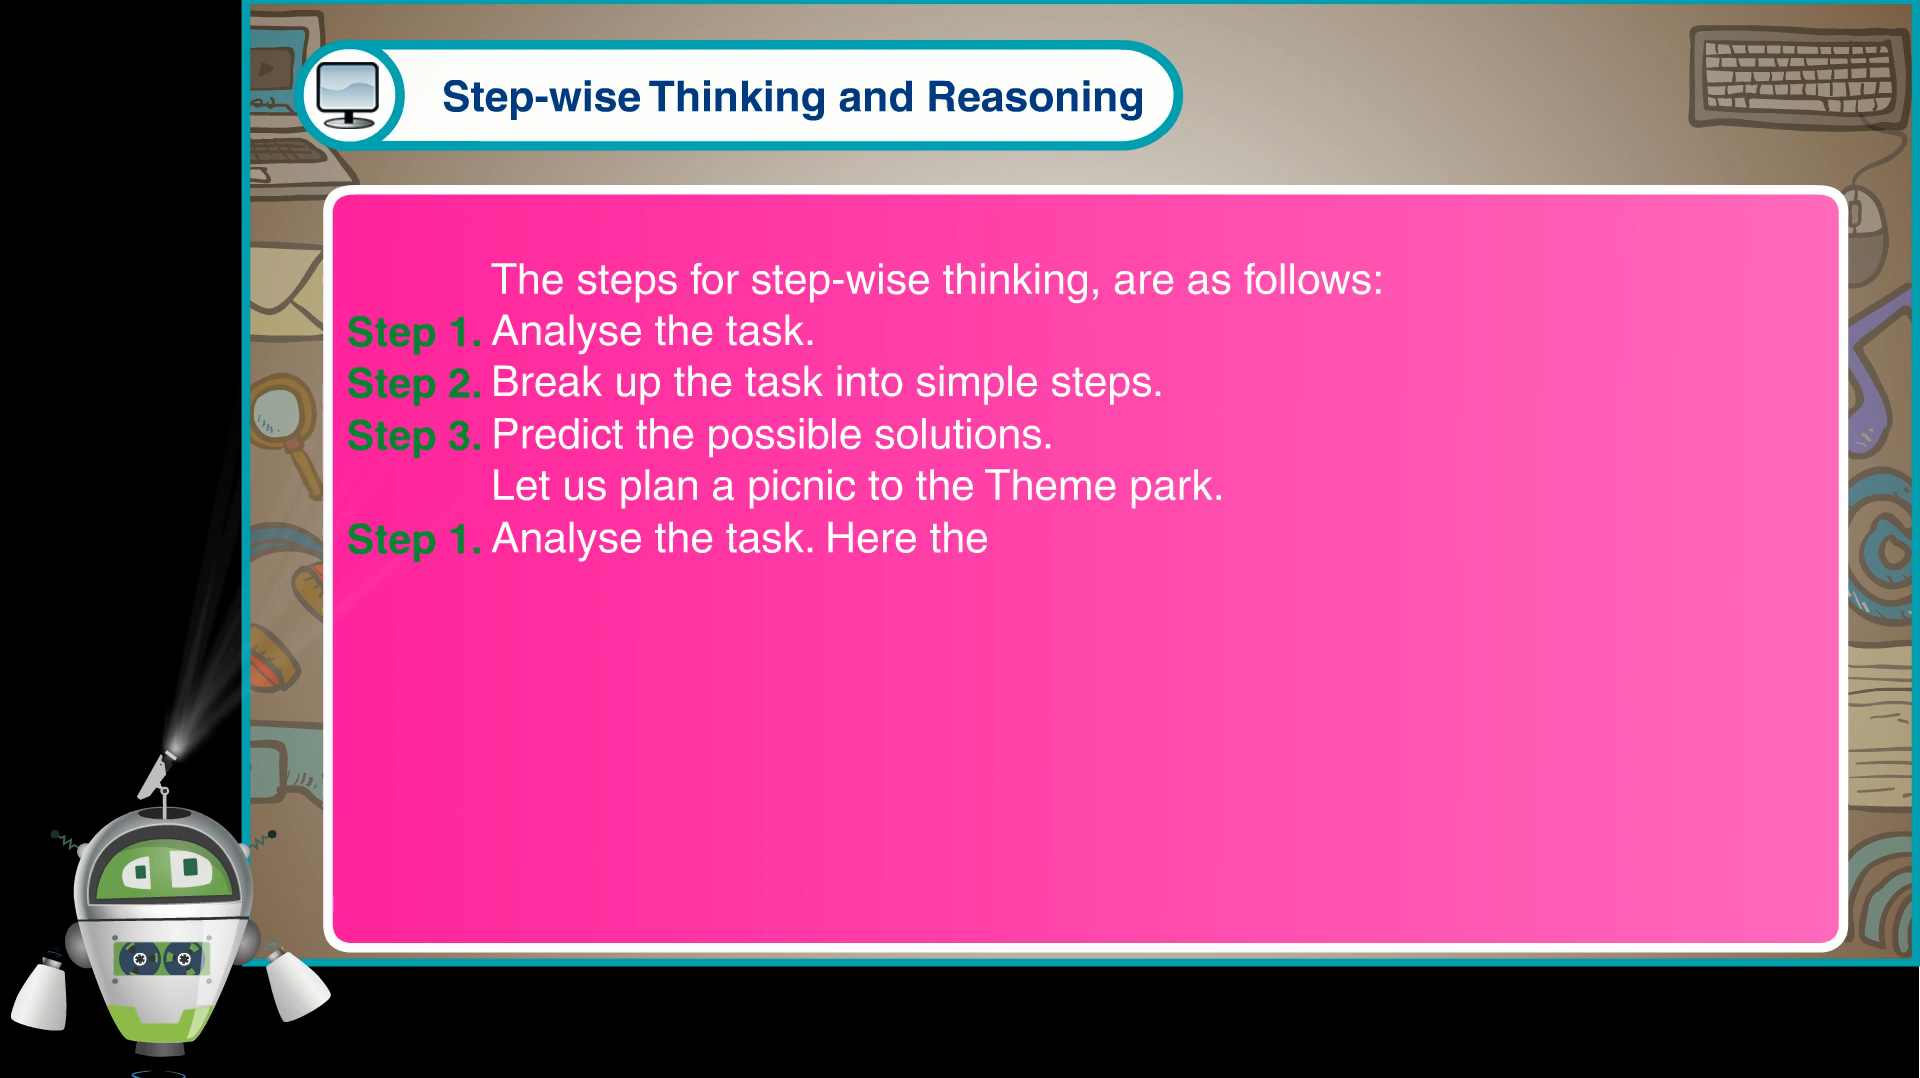 Step-wise Thinking and Reasoning
The steps for step-wise thinking, are as follows:
Step 1. Analyse the task.
Step 2. Break up the task into simple steps.
Step 3. Predict the possible solutions.
Let us plan a picnic to the Theme park.
Step 1. Analyse the task. Here the